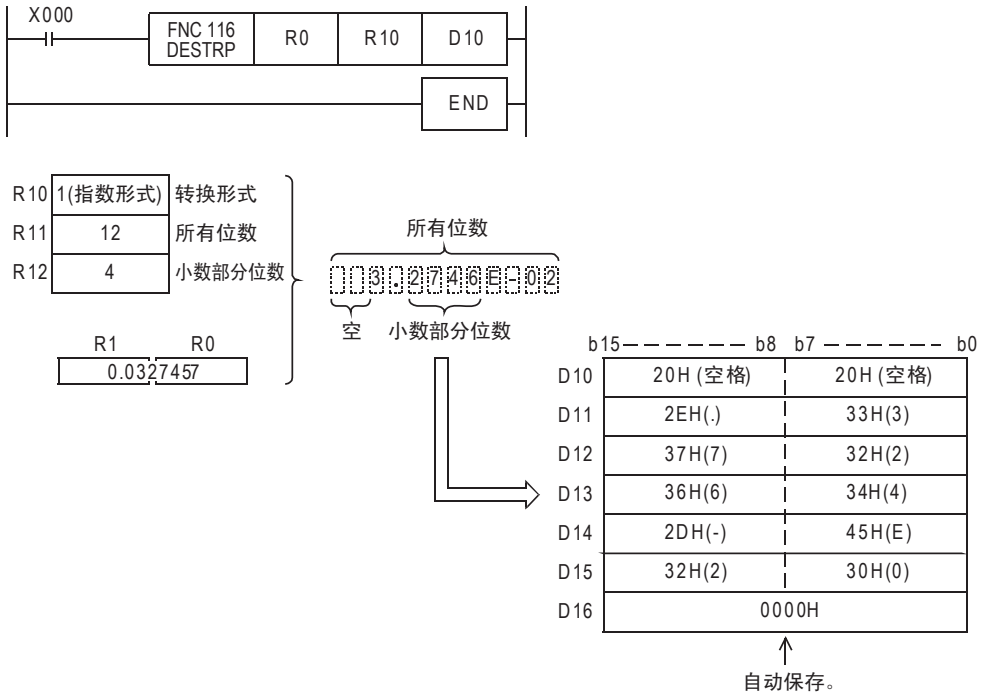 X000
FNC 116 DESTRP R0 R10 D10
END
R10 1(指数形式) 转换形式
R11 12 所有位数
R12 4 小数部分位数
R1 R0
0.0327457
所有位数
3.2746E-02
空 小数部分位数
b15 b8 b7 b0
D10 20H(空格) 20H(空格)
D11 2EH(.) 33H(3)
D12 37H(7) 32H(2)
D13 36H(6) 34H(4)
D14 2DH(-) 45H(E)
D15 32H(2) 30H(0)
D16 0000H
自动保存。